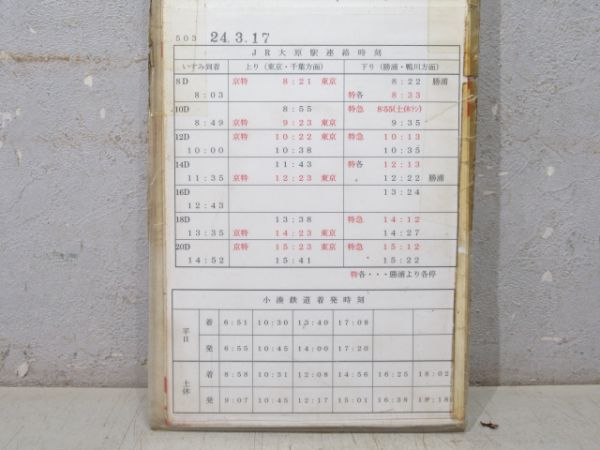 503 24.3.17
JR大原駅連絡時刻
いすみ到着 上り(東京・千葉方面) 下り(勝浦・鴨川方面)
8D 京特 8:21 東京 8:22 勝浦
8:03 特各 8:33
10D 8:55 特急 8:55(土休ﾅｼ)
8:49 京特 9:23 東京 9:35
12D 京特 10:22 東京 特急 10:13
10:00 10:38 10:35
14D 11:43 特各 12:13
11:35 京特 12:23 東京 12:22 勝浦
16D 13:24
12:43
18D 13:38 特急 14:12
13:35 京特 14:23 東京 14:27
20D 京特 15:23 東京 特急 15:12
14:52 15:41 15:22
特各・・・勝浦より各停
小湊鉄道着発時刻
平日 着 6:51 10:30 13:40 17:08
発 6:55 10:45 14:00 17:20
土休 着 8:58 10:31 12:08 14:56 16:25 18:02
発 9:07 10:45 12:17 15:01 16:38 18:18